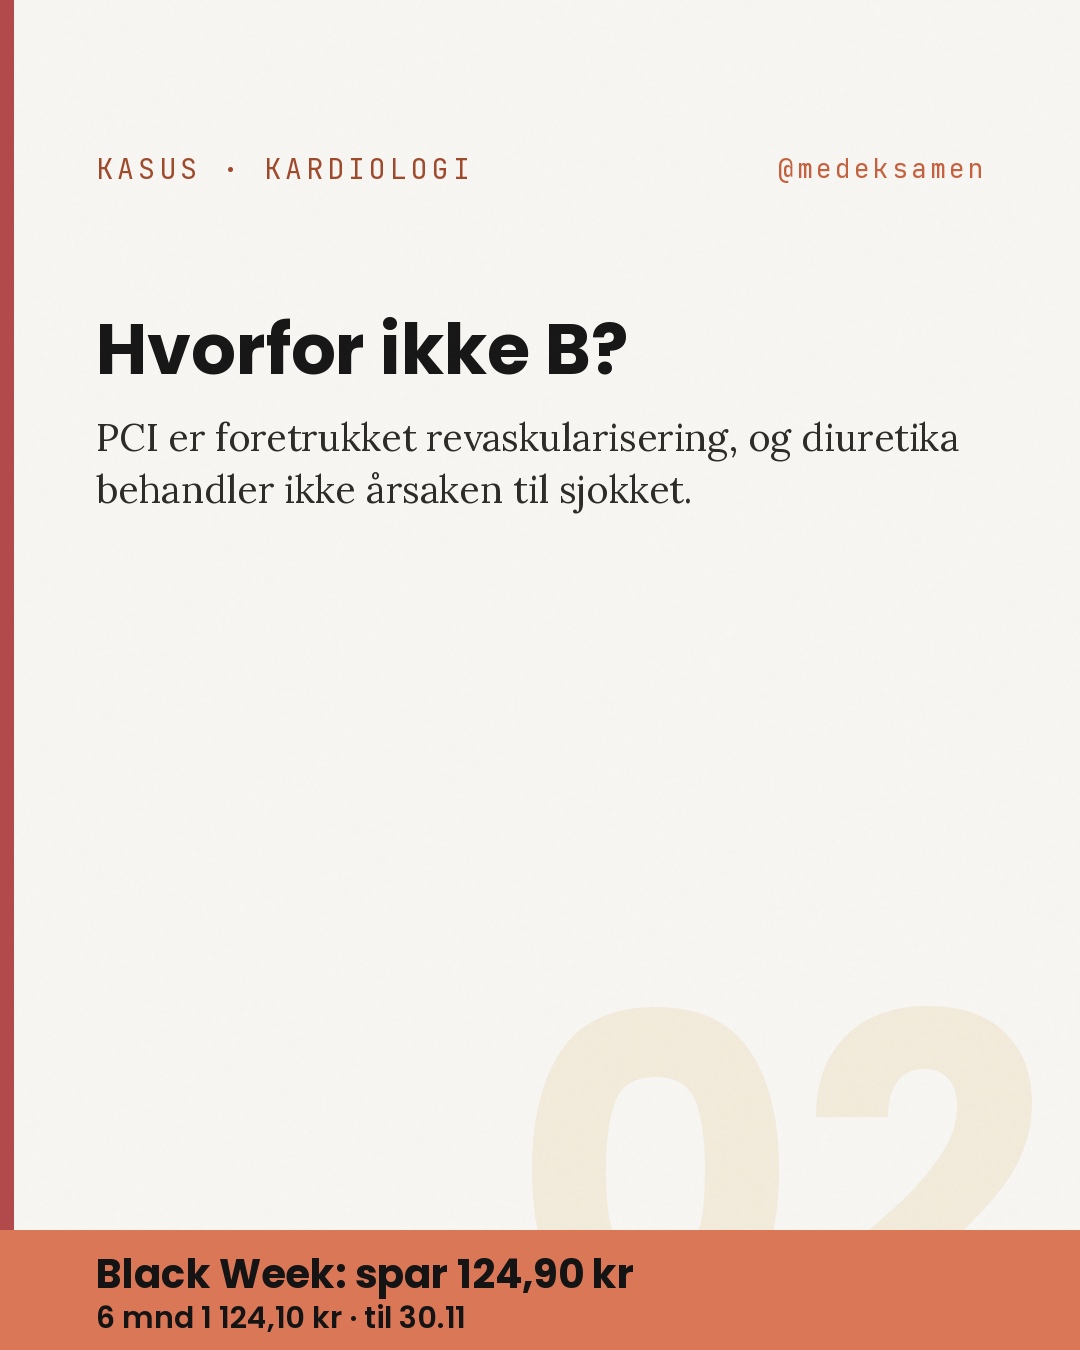 KASUS · KARDIOLOGI
@medeksamen
Hvorfor ikke B?
PCI er foretrukket revaskularisering, og diuretika
behandler ikke årsaken til sjokket.
02
Black Week: spar 124,90 kr
6 mnd 1 124,10 kr · til 30.11